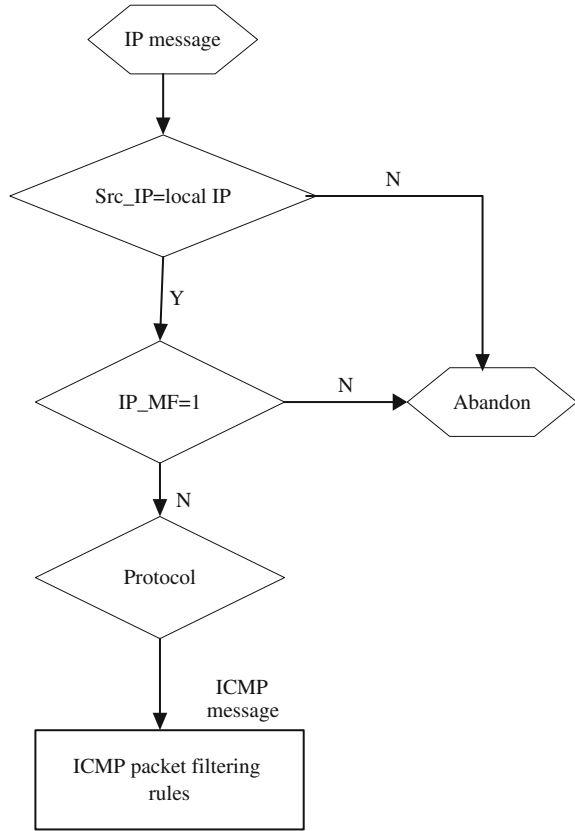 IP message
Src_IP=local IP
N
Y
IP_MF=1
N
Abandon
N
Protocol
ICMP
message
ICMP packet filtering
rules